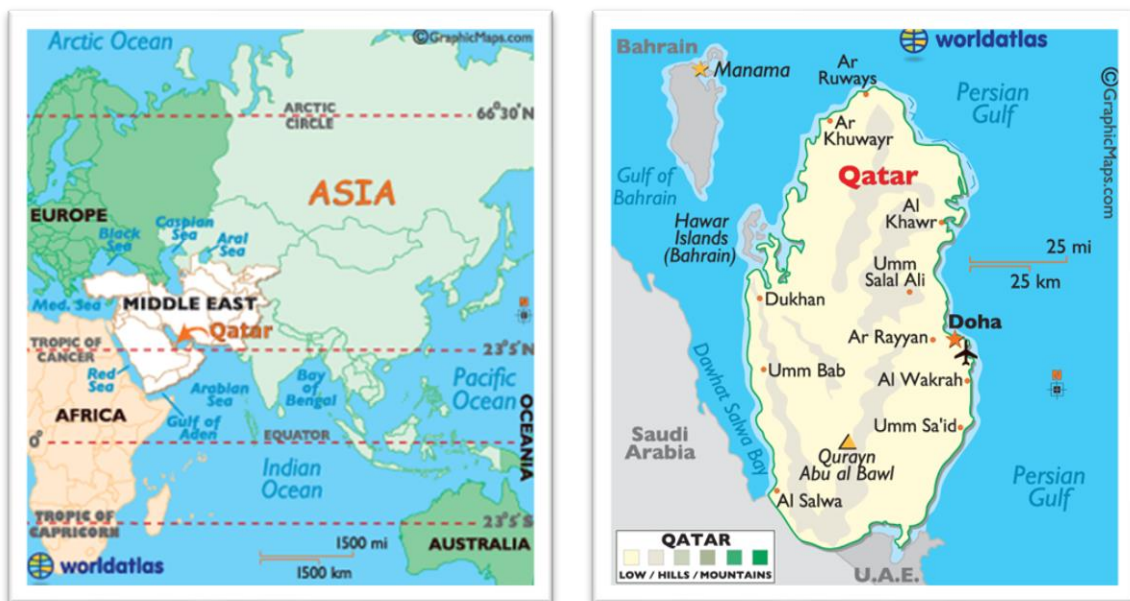 Arctic Ocean
©GraphicMaps.com
ARCTIC
CIRCLE
66°30'N
ASIA
EUROPE
Black
Sea
Caspian
Sea
Aral
Sea
Med. Sea
MIDDLE EAST
Qatar
TROPIC OF
CANCER
23°5'N
Red
Sea
Arabian
Sea
Bay
of
Bengal
Pacific
Ocean
AFRICA
Gulf of
Aden
OCEANIA
0°
EQUATOR
Indian
Ocean
TROPIC OF
CAPRICORN
23°5'S
1500 mi
1500 km
AUSTRALIA
worldatlas
Bahrain
Manama
worldatlas
Ar
Ruways
Persian
Gulf
©GraphicMaps.com
Ar
Khuwayr
Gulf of
Bahrain
Qatar
Hawar
Islands
(Bahrain)
Al
Khawr
25 mi
25 km
Umm
Salal Ali
Dukhan
Doha
Ar Rayyan
Dawhat Salwa Bay
Umm Bab
Al Wakrah
Saudi
Arabia
Umm Sa'id
Qurayn
Abu al Bawl
Persian
Gulf
Al Salwa
QATAR
LOW / HILLS / MOUNTAINS
U.A.E.